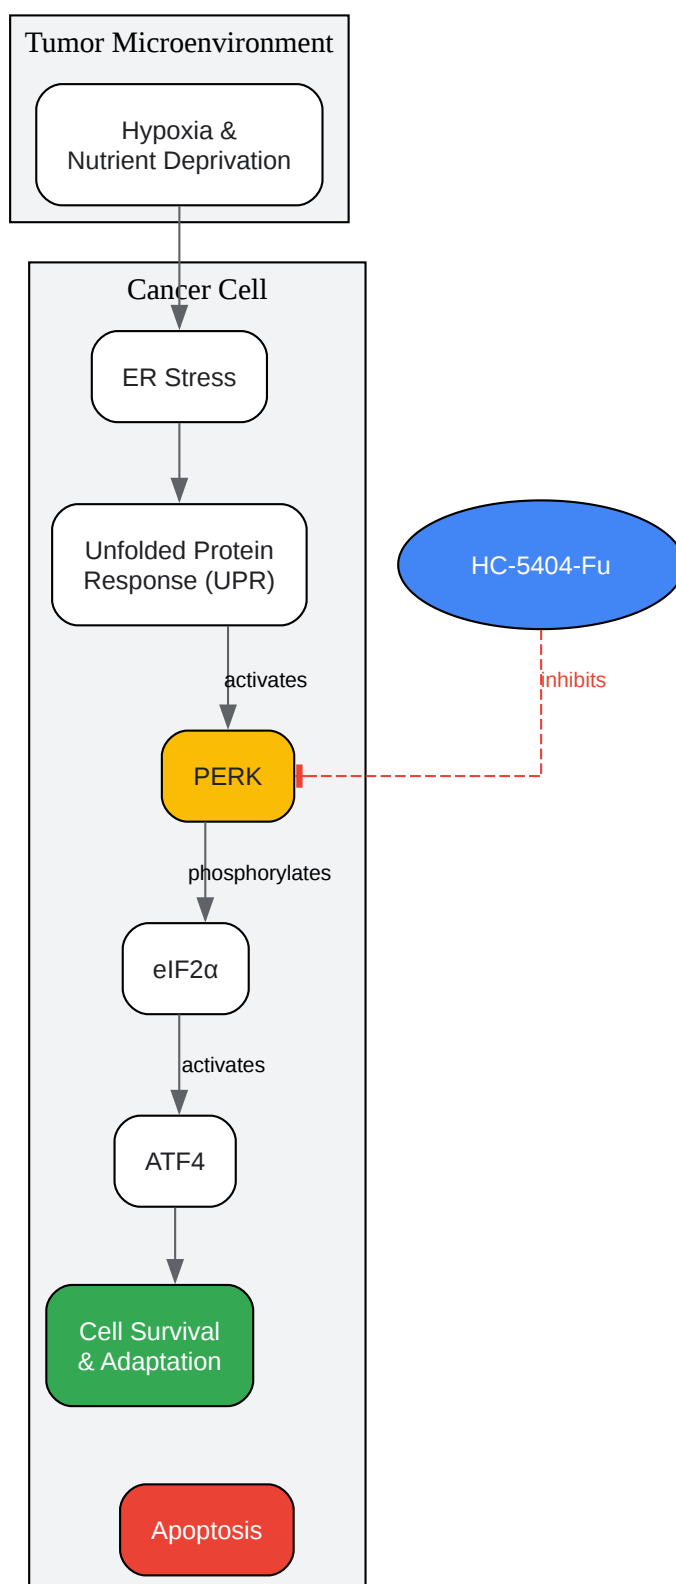 Tumor Microenvironment
Hypoxia &
Nutrient Deprivation
Cancer Cell
ER Stress
Unfolded Protein
Response (UPR)
HC-5404-Fu
activates
inhibits
PERK
phosphorylates
eIF2α
activates
ATF4
Cell Survival
& Adaptation
Apoptosis